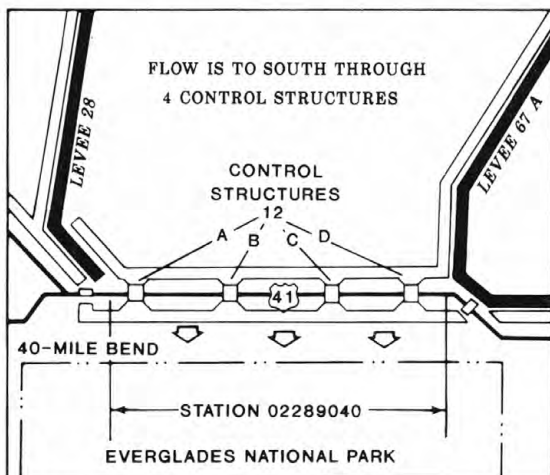 FLOW IS TO SOUTH THROUGH
4 CONTROL STRUCTURES
LEVEE 28
LEVEE 67 A
CONTROL
STRUCTURES
12
A
B
C
D
41
40-MILE BEND
STATION 02289040
EVERGLADES NATIONAL PARK